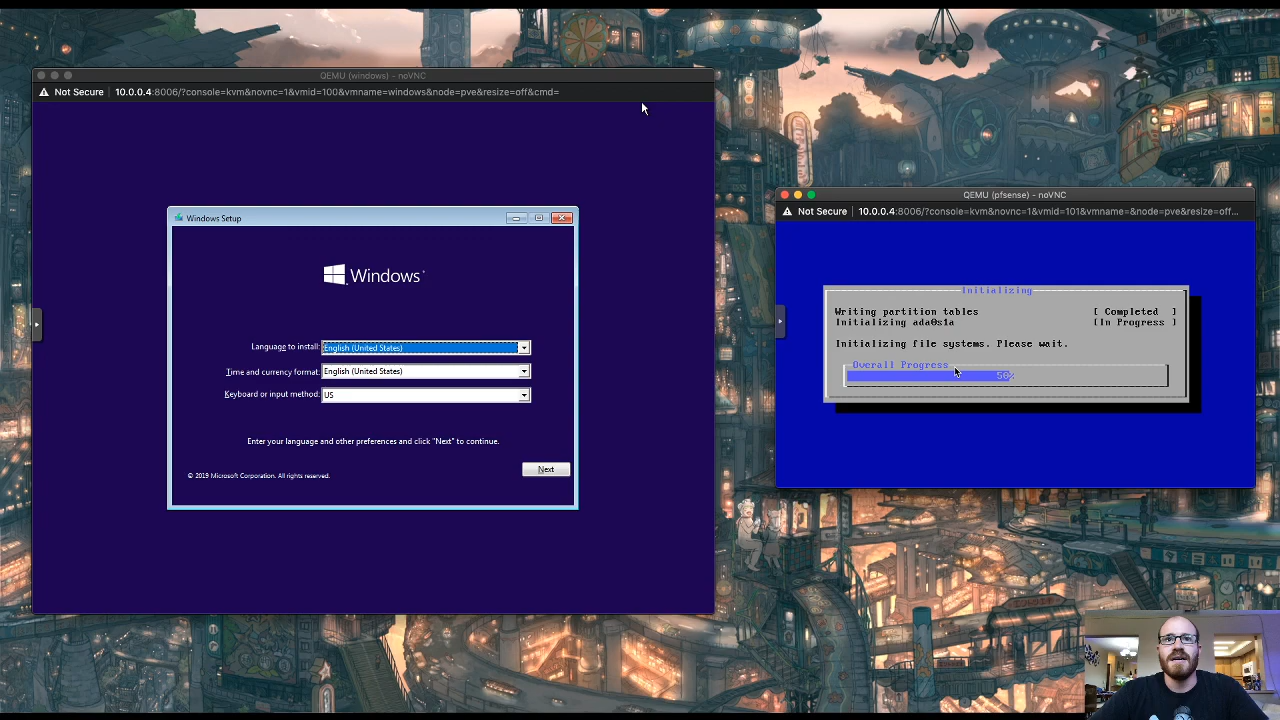 QEMU (windows) - noVNC
Not Secure
10.0.0.4:8006/?console=kvm&novnc=1&vmid=100&vmname=windows&node=pve&resize=off&cmd=
Windows Setup
Windows
Language to install: English (United States)
Time and currency format: English (United States)
Keyboard or input method: US
Enter your language and other preferences and click "Next" to continue.
Next
© 2019 Microsoft Corporation. All rights reserved.
QEMU (pfsense) - noVNC
Not Secure
10.0.0.4:8006/?console=kvm&novnc=1&vmid=101&vmname=&node=pve&resize=off...
Initializing
Writing partition tables [ Completed ]
Initializing ada0s1a [In Progress ]
Initializing file systems. Please wait.
Overall Progress
50%